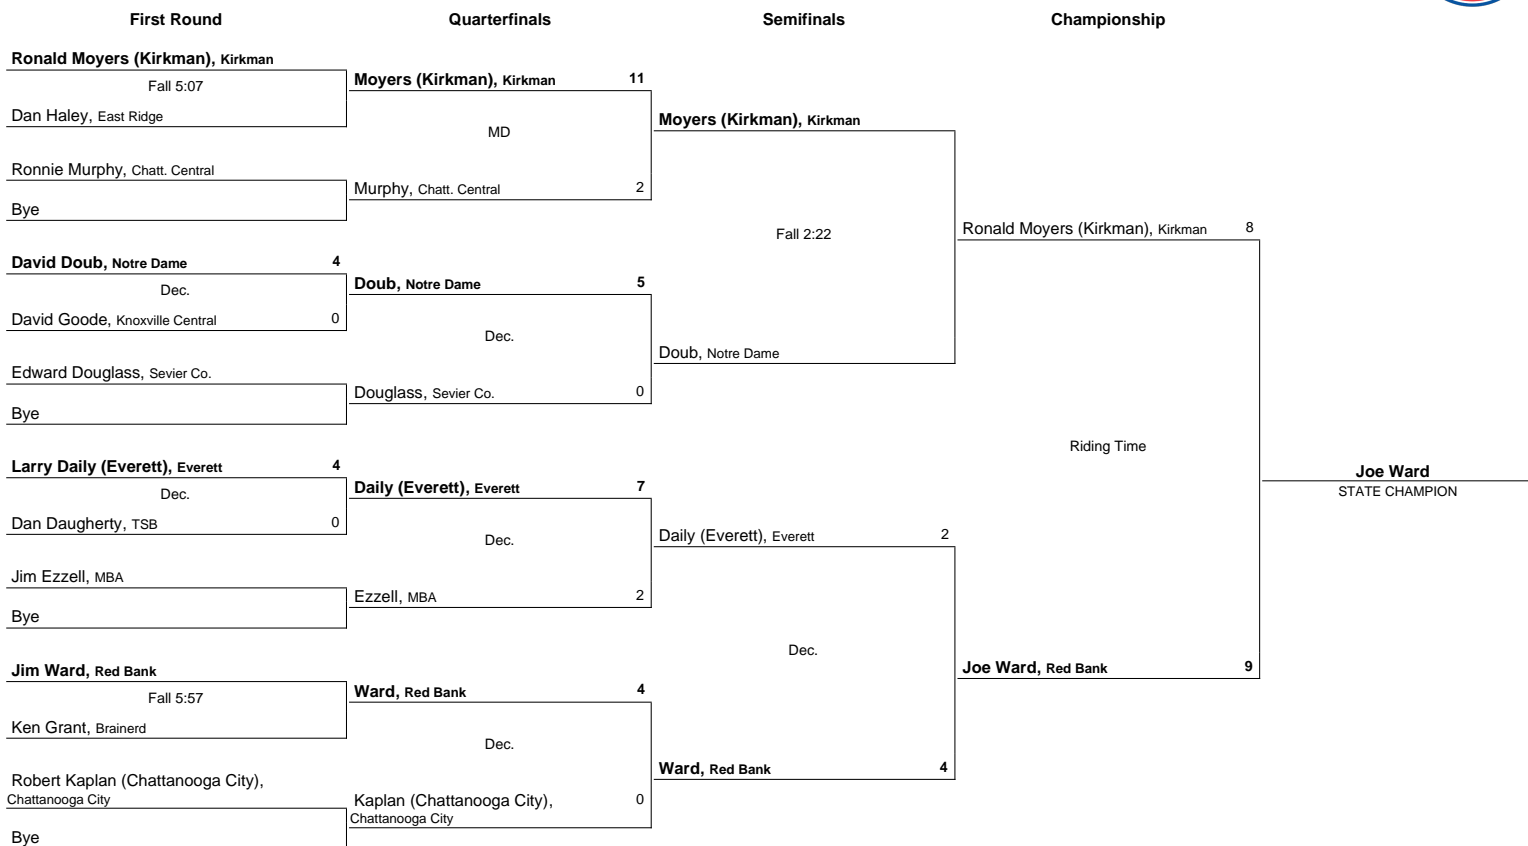 First Round
Quarterfinals
Semifinals
Championship
Ronald Moyers (Kirkman), Kirkman
Fall 5:07
Dan Haley, East Ridge
Ronnie Murphy, Chatt. Central
Bye
David Doub, Notre Dame 4
Dec.
David Goode, Knoxville Central 0
Edward Douglass, Sevier Co.
Bye
Larry Daily (Everett), Everett 4
Dec.
Dan Daugherty, TSB 0
Jim Ezzell, MBA
Bye
Jim Ward, Red Bank
Fall 5:57
Ken Grant, Brainerd
Robert Kaplan (Chattanooga City),
Chattanooga City
Bye
Moyers (Kirkman), Kirkman 11
MD
Murphy, Chatt. Central 2
Doub, Notre Dame 5
Dec.
Douglass, Sevier Co. 0
Daily (Everett), Everett 7
Dec.
Ezzell, MBA 2
Ward, Red Bank 4
Dec.
Kaplan (Chattanooga City), 0
Chattanooga City
Moyers (Kirkman), Kirkman
Fall 2:22
Doub, Notre Dame
Daily (Everett), Everett 2
Dec.
Ward, Red Bank 4
Ronald Moyers (Kirkman), Kirkman 8
Riding Time
Joe Ward, Red Bank 9
Joe Ward
STATE CHAMPION